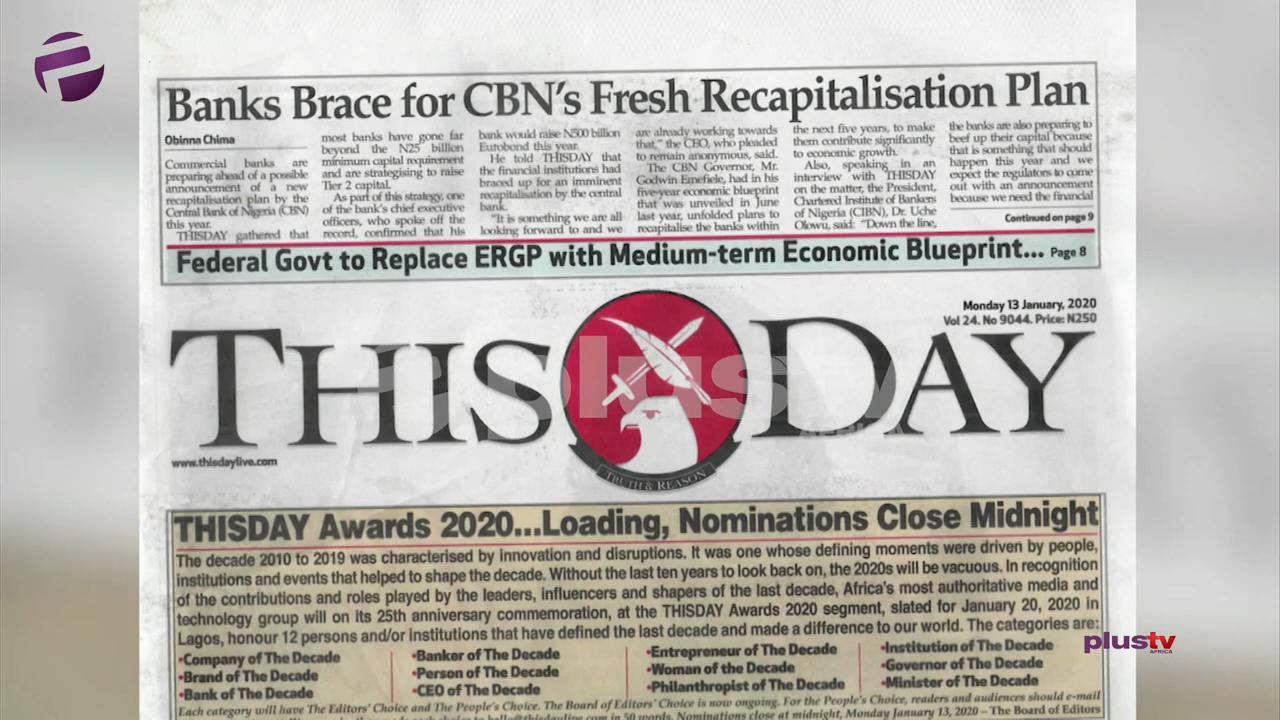 Banks Brace for CBN's Fresh Recapitalisation Plan
Obinna Chima
Commercial banks are
preparing ahead of a possible
announcement of a new
recapitalisation plan by the
Central Bank of Nigeria (CBN)
this year.
THISDAY gathered that
most banks have gone far
beyond the N25 billion
minimum capital requirement
and are strategising to raise
Tier 2 capital.
As part of this strategy, one
of the bank's chief executive
officers, who spoke off the
record, confirmed that his
bank would raise N500 billion
Eurobond this year.
He told THISDAY that
the financial institutions had
braced up for an imminent
recapitalisation by the central
bank.
"It is something we are all
looking forward to and we
are already working towards
that," the CEO, who pleaded
to remain anonymous, said.
The CBN Governor, Mr.
Godwin Emefiele, had in his
five-year economic blueprint
that was unveiled in June
last year, unfolded plans to
recapitalise the banks within
the next five years, to make
them contribute significantly
to economic growth.
Also, speaking in an
interview with THISDAY
on the matter, the President,
Chartered Institute of Bankers
of Nigeria (CIBN), Dr. Uche
Olowu, said: "Down the line,
the banks are also preparing to
beef up their capital because
that is something that should
happen this year and we
expect the regulators to come
out with an announcement
because we need the financial
Continued on page 9
Federal Govt to Replace ERGP with Medium-term Economic Blueprint... Page 8
Monday 13 January, 2020
Vol 24. No 9044. Price: N250
THISDAY
www.thisdaylive.com
TRUTH & REASON
plus tv
AFRICA
THISDAY Awards 2020...Loading, Nominations Close Midnight
The decade 2010 to 2019 was characterised by innovation and disruptions. It was one whose defining moments were driven by people,
institutions and events that helped to shape the decade. Without the last ten years to look back on, the 2020s will be vacuous. In recognition
of the contributions and roles played by the leaders, influencers and shapers of the last decade, Africa's most authoritative media and
technology group will on its 25th anniversary commemoration, at the THISDAY Awards 2020 segment, slated for January 20, 2020 in
Lagos, honour 12 persons and/or institutions that have defined the last decade and made a difference to our world. The categories are:
•Company of The Decade
•Brand of The Decade
•Bank of The Decade
•Banker of The Decade
•Person of The Decade
•CEO of The Decade
•Entrepreneur of The Decade
•Woman of the Decade
•Philanthropist of The Decade
•Institution of The Decade
•Governor of The Decade
•Minister of The Decade
plustv
AFRICA
Each category will have The Editors' Choice and The People's Choice. The Board of Editors' Choice is now ongoing. For the People's Choice, readers and audiences should e-mail
in 50 words. Nominations close at midnight, Monday January 13, 2020 – The Board of Editors